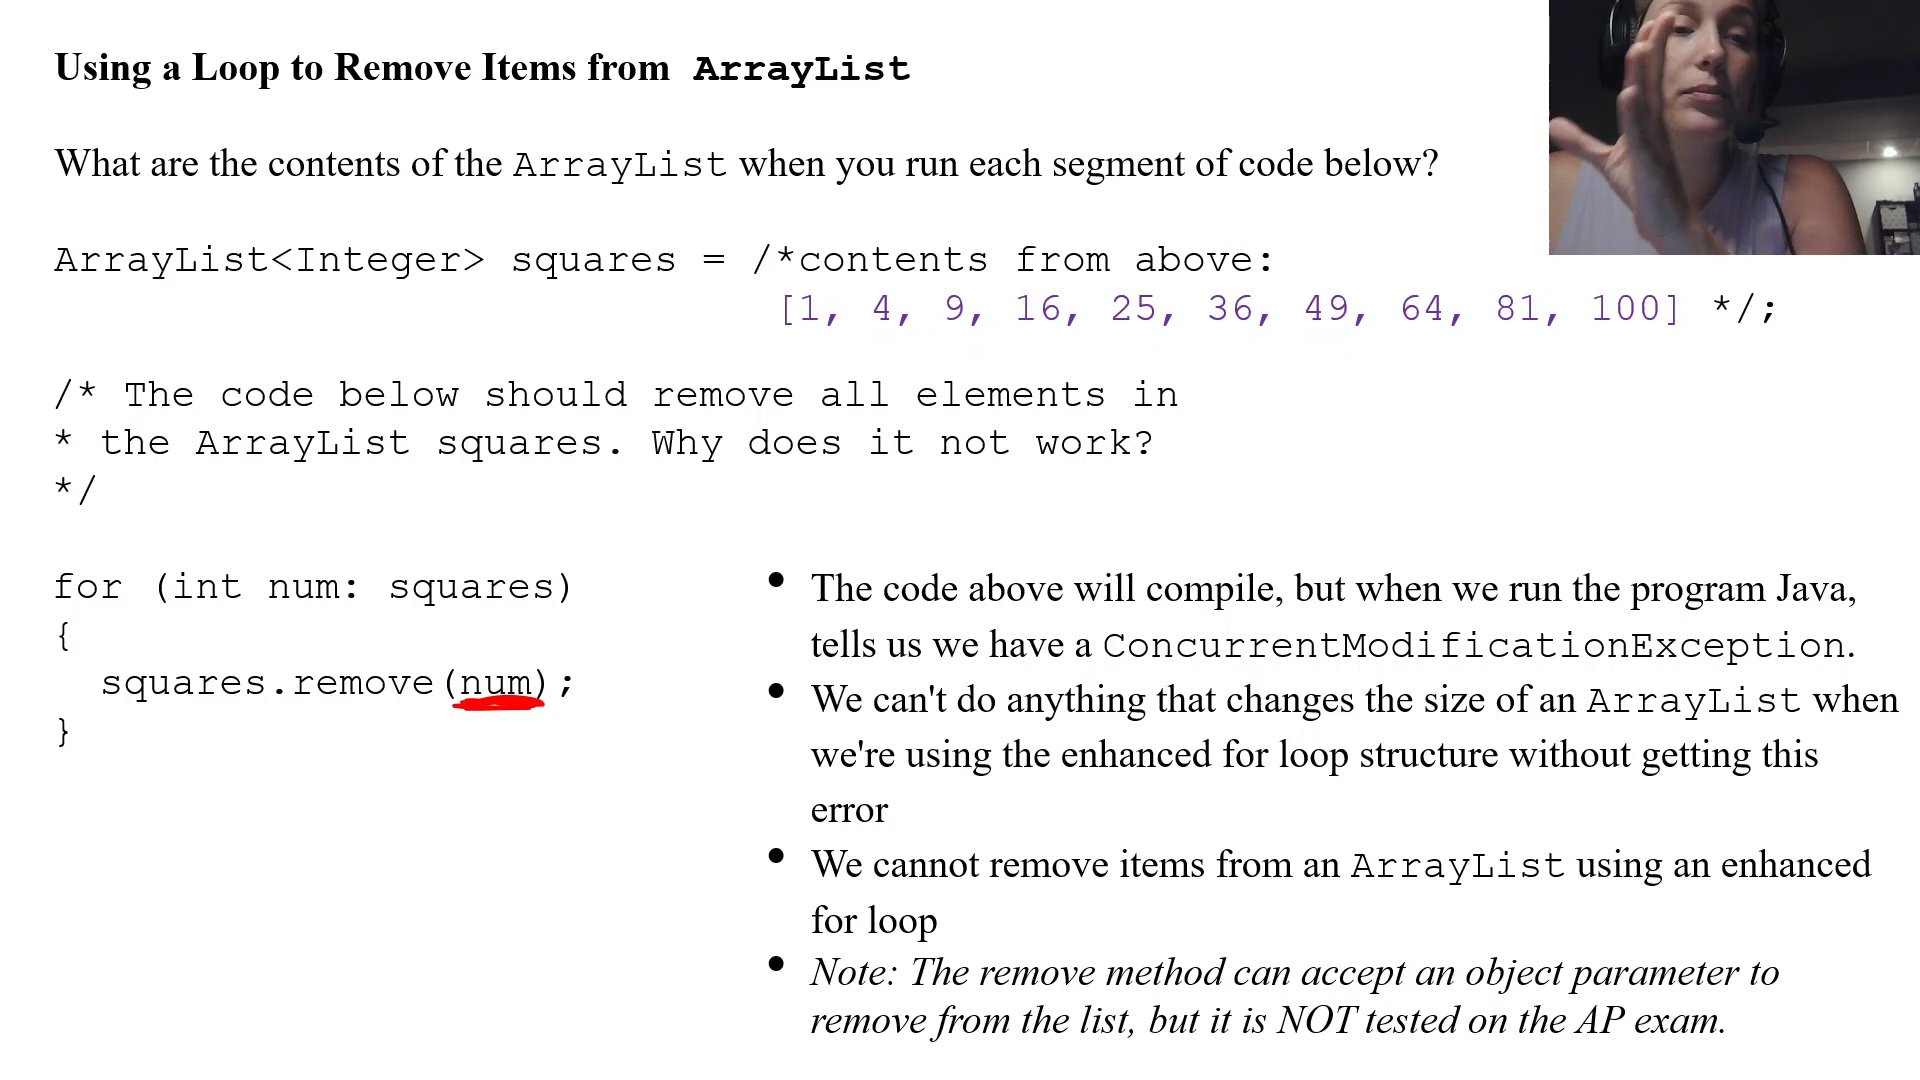 Using a Loop to Remove Items from ArrayList
What are the contents of the ArrayList when you run each segment of code below?
ArrayList<Integer> squares = /*contents from above:
[1, 4, 9, 16, 25, 36, 49, 64, 81, 100] */;
/* The code below should remove all elements in
* the ArrayList squares. Why does it not work?
*/
for (int num: squares)
{
squares.remove(num);
}
• The code above will compile, but when we run the program Java,
tells us we have a ConcurrentModificationException.
• We can't do anything that changes the size of an ArrayList when
we're using the enhanced for loop structure without getting this
error
• We cannot remove items from an ArrayList using an enhanced
for loop
• Note: The remove method can accept an object parameter to
remove from the list, but it is NOT tested on the AP exam.